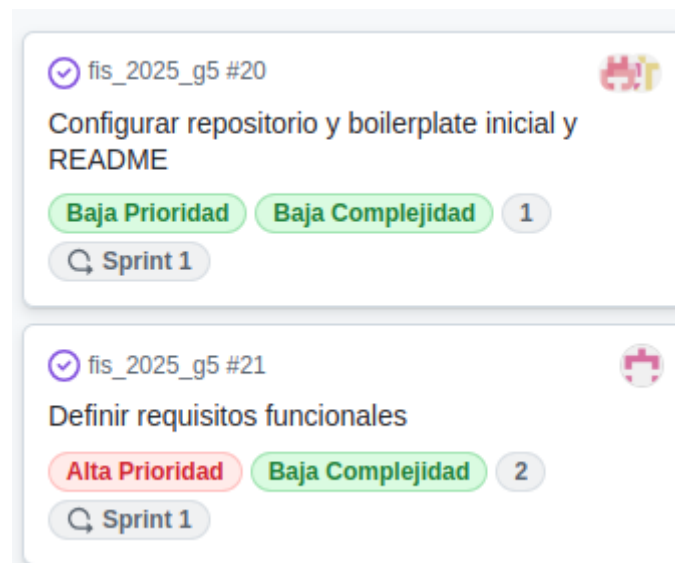 fis_2025_g5 #20
Configurar repositorio y boilerplate inicial y
README
Baja Prioridad Baja Complejidad 1
Sprint 1
fis_2025_g5 #21
Definir requisitos funcionales
Alta Prioridad Baja Complejidad 2
Sprint 1